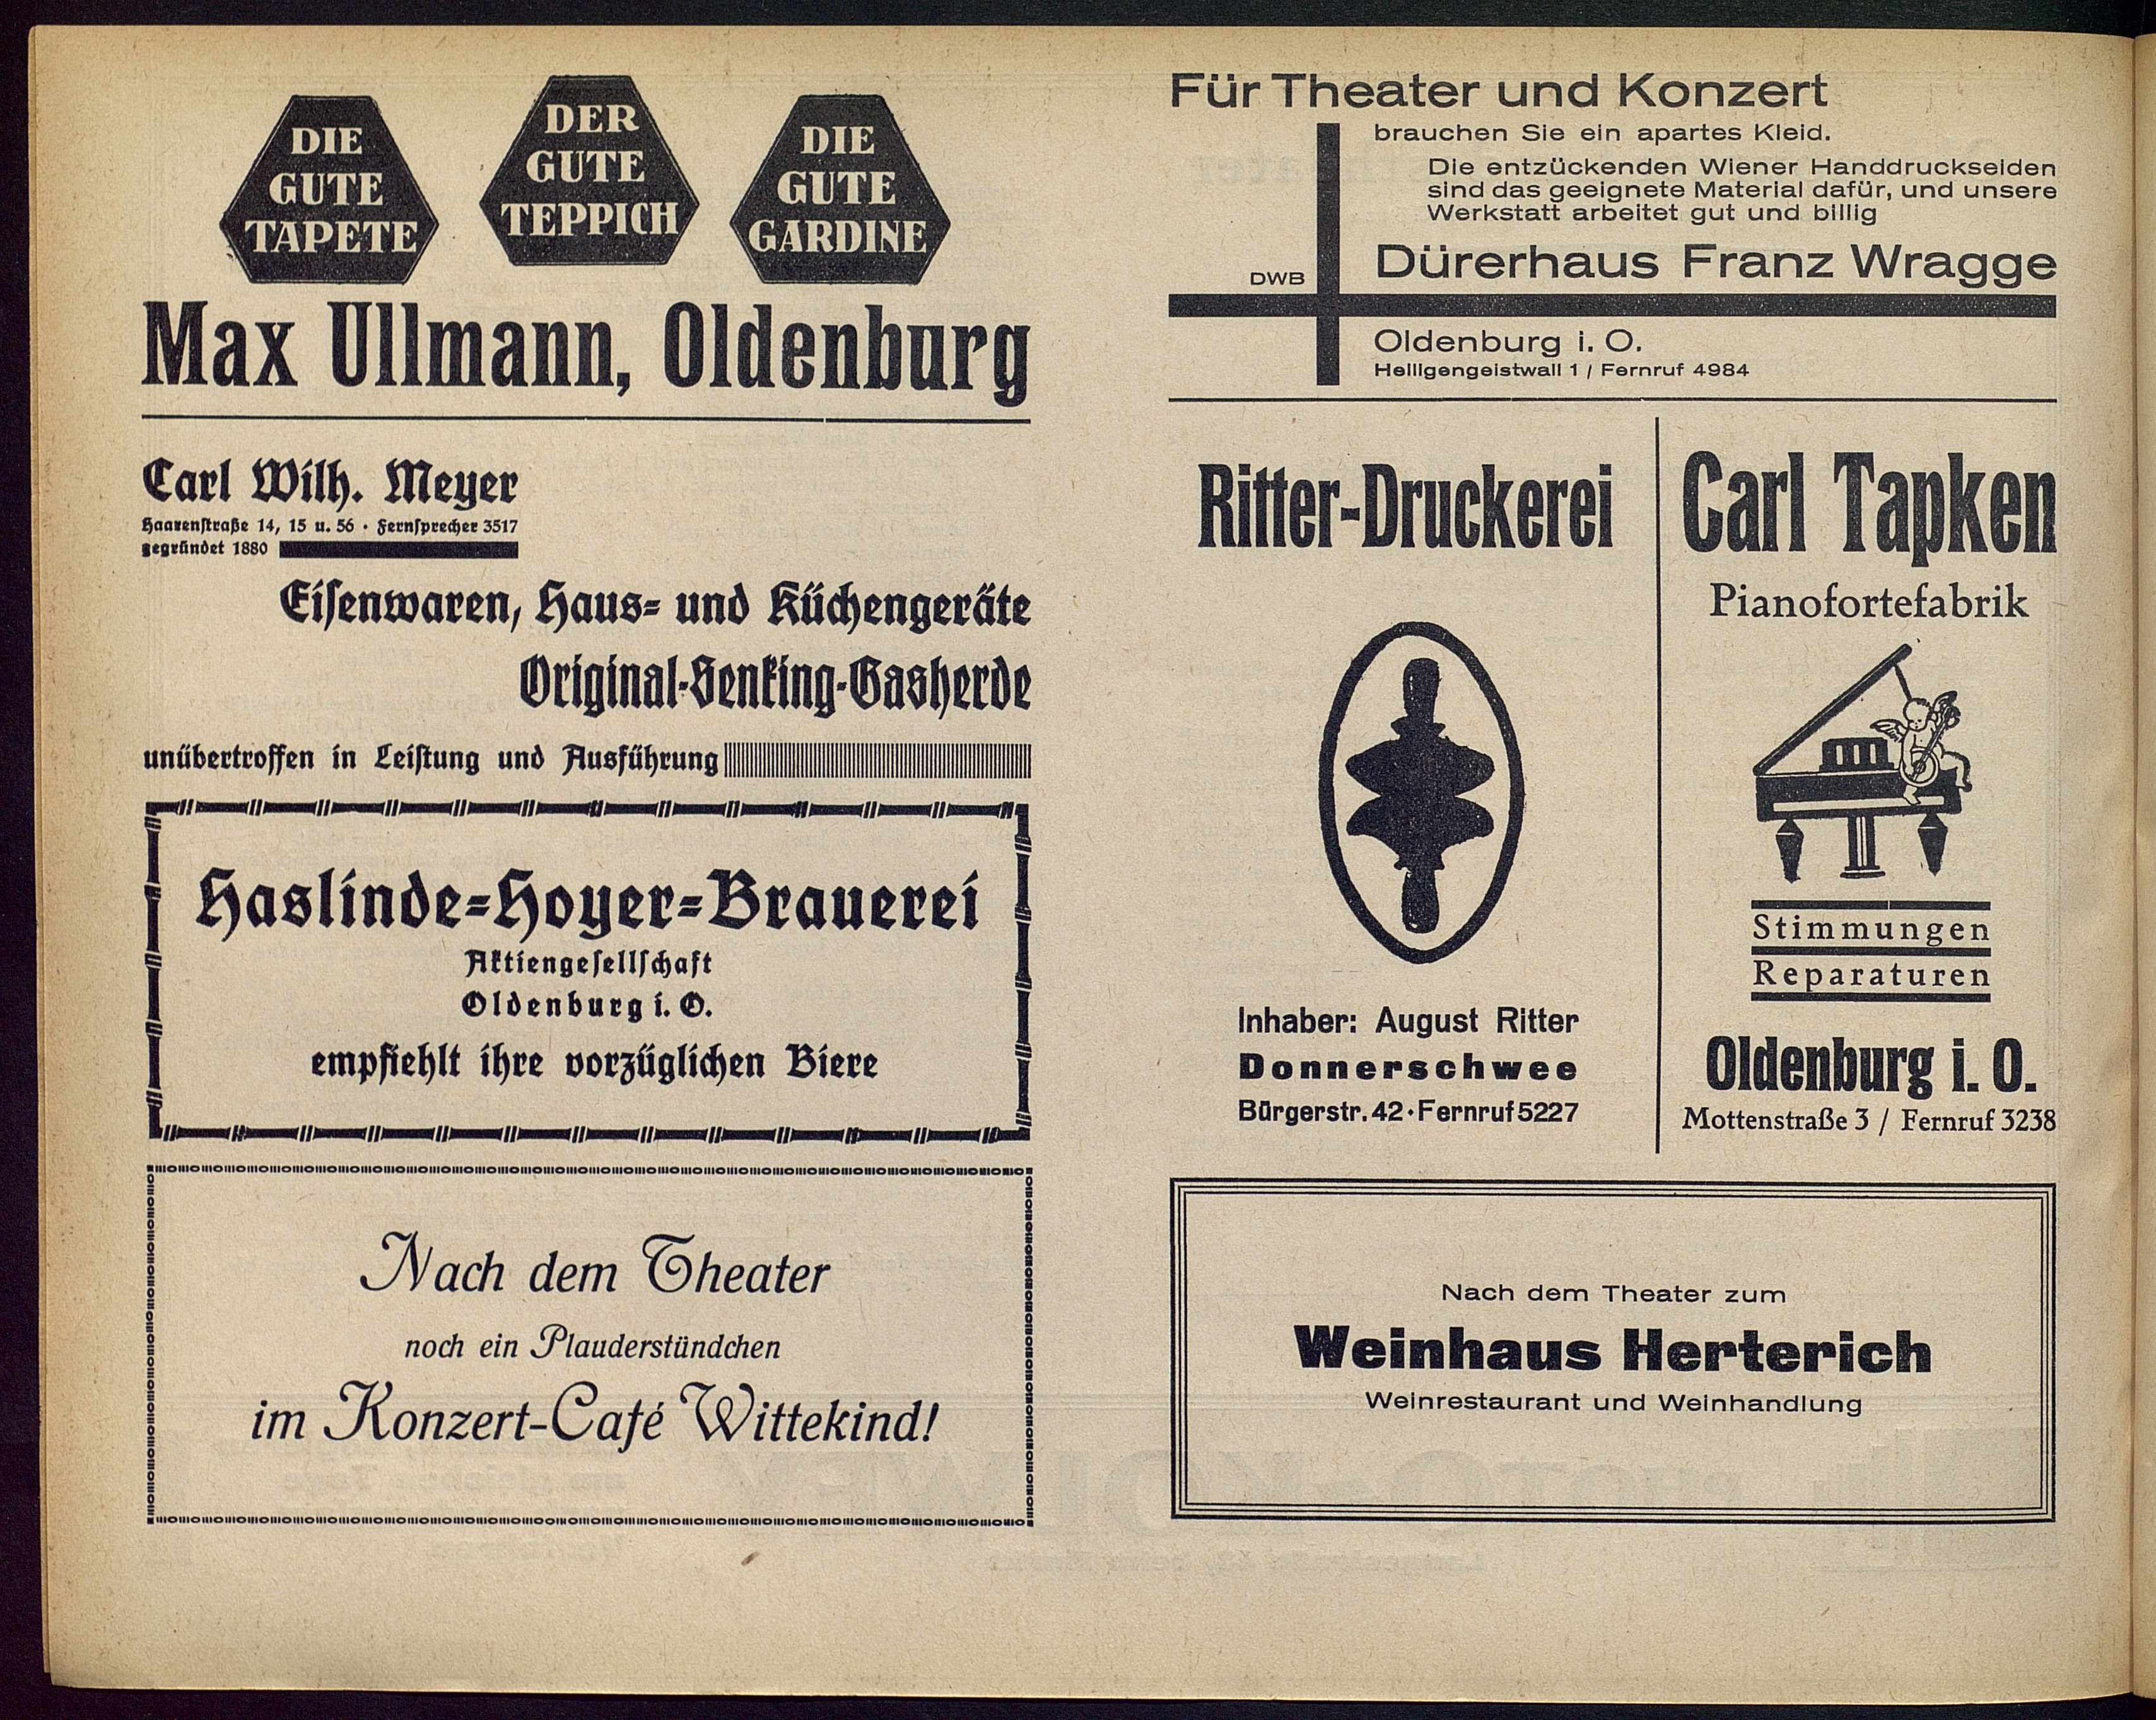 DIE
GUTE
TAPETE
DER
GUTE
TEPPICH
DIE
GUTE
GARDINE
Max Ullmann, Oldenburg
Carl Wilh. Meyer
Haarenstraße 14, 15 u. 56 · Fernsprecher 3517
gegründet 1880
Eisenwaren, Haus- und Küchengeräte
Original-Senking-Gasherde
unübertroffen in Leistung und Ausführung
Haslinde-Hoyer-Brauerei
Aktiengesellschaft
Oldenburg i. O.
empfiehlt ihre vorzüglichen Biere
Nach dem Theater
noch ein Plauderstündchen
im Konzert-Café Wittekind!
Für Theater und Konzert
brauchen Sie ein apartes Kleid.
Die entzückenden Wiener Handdruckseiden
sind das geeignete Material dafür, und unsere
Werkstatt arbeitet gut und billig
DWB
Dürerhaus Franz Wragge
Oldenburg i. O.
Heiligengeistwall 1 / Fernruf 4984
Ritter-Druckerei
Inhaber: August Ritter
Donnerschwee
Bürgerstr. 42 · Fernruf 5227
Carl Tapken
Pianofortefabrik
Stimmungen
Reparaturen
Oldenburg i. O.
Mottenstraße 3 / Fernruf 3238
Nach dem Theater zum
Weinhaus Herterich
Weinrestaurant und Weinhandlung